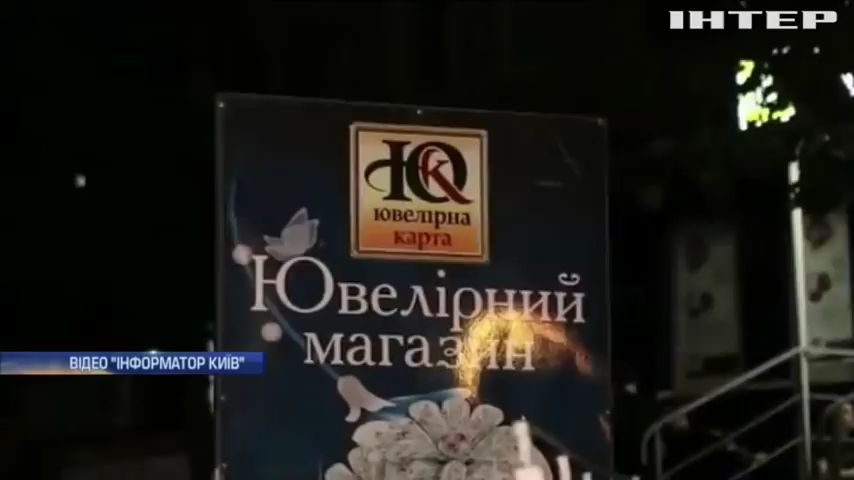 ІНТЕР
ЮК
ювелірна
карта
Ювелірний
магазин
ВІДЕО "ІНФОРМАТОР КИЇВ"